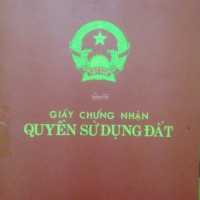 GIẤY CHỨNG NHẬN
QUYỀN SỬ DỤNG ĐẤT